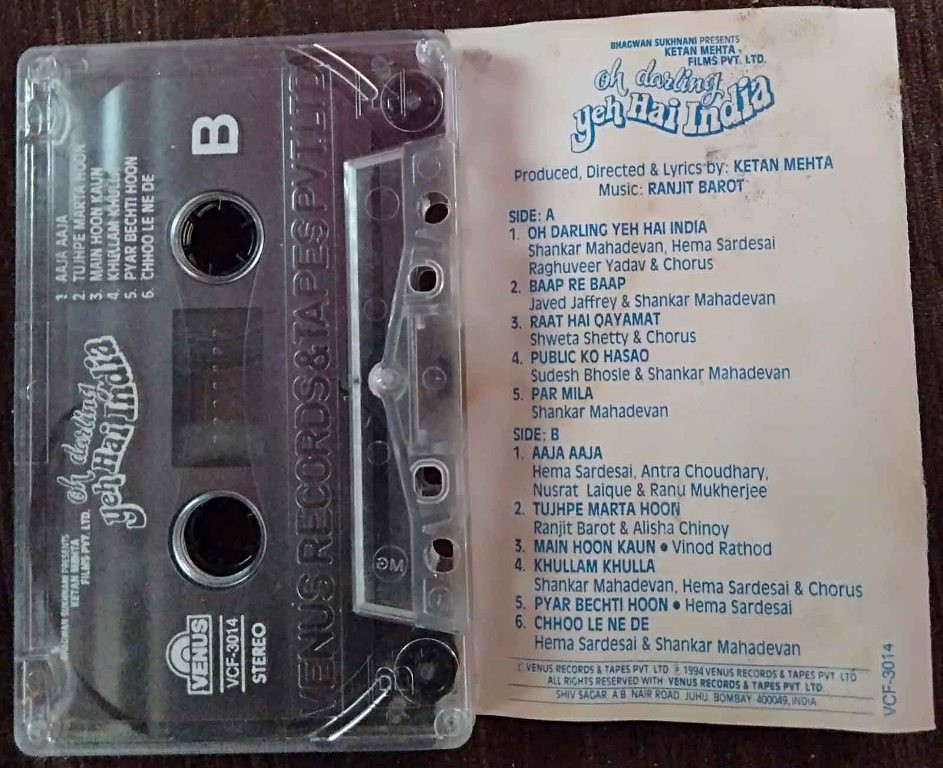 B
1 AAJA AAJA
2. TUJHPE MARTA HOON
3. MAIN HOON KAUN
4. KHULLAM KHULLA
5. PYAR BECHTI HOON
6. CHHOO LE NE DE
BHAGWAN SUKHNANI PRESENTS
KETAN MEHTA
FILMS PVT. LTD.
oh darling
yeh Hai India
VENUS
VCF-3014
STEREO
VENUS RECORDS & TAPES PVT. LTD
BHAGWAN SUKHNANI PRESENTS
KETAN MEHTA
FILMS PVT. LTD.
oh darling
yeh Hai India
Produced, Directed & Lyrics by: KETAN MEHTA
Music: RANJIT BAROT
SIDE: A
1. OH DARLING YEH HAI INDIA
Shankar Mahadevan, Hema Sardesai
Raghuveer Yadav & Chorus
2. BAAP RE BAAP
Javed Jaffrey & Shankar Mahadevan
3. RAAT HAI QAYAMAT
Shweta Shetty & Chorus
4. PUBLIC KO HASAO
Sudesh Bhosle & Shankar Mahadevan
5. PAR MILA
Shankar Mahadevan
SIDE: B
1. AAJA AAJA
Hema Sardesai, Antra Choudhary,
Nusrat Laique & Ranu Mukherjee
2. TUJHPE MARTA HOON
Ranjit Barot & Alisha Chinoy
3. MAIN HOON KAUN • Vinod Rathod
4. KHULLAM KHULLA
Shankar Mahadevan, Hema Sardesai & Chorus
5. PYAR BECHTI HOON • Hema Sardesai
6. CHHOO LE NE DE
Hema Sardesai & Shankar Mahadevan
© VENUS RECORDS & TAPES PVT. LTD ℗ 1994 VENUS RECORDS & TAPES PVT. LTD
ALL RIGHTS RESERVED WITH: VENUS RECORDS & TAPES PVT. LTD.
SHIV SAGAR, A.B. NAIR ROAD, JUHU, BOMBAY-400049, INDIA
VCF-3014